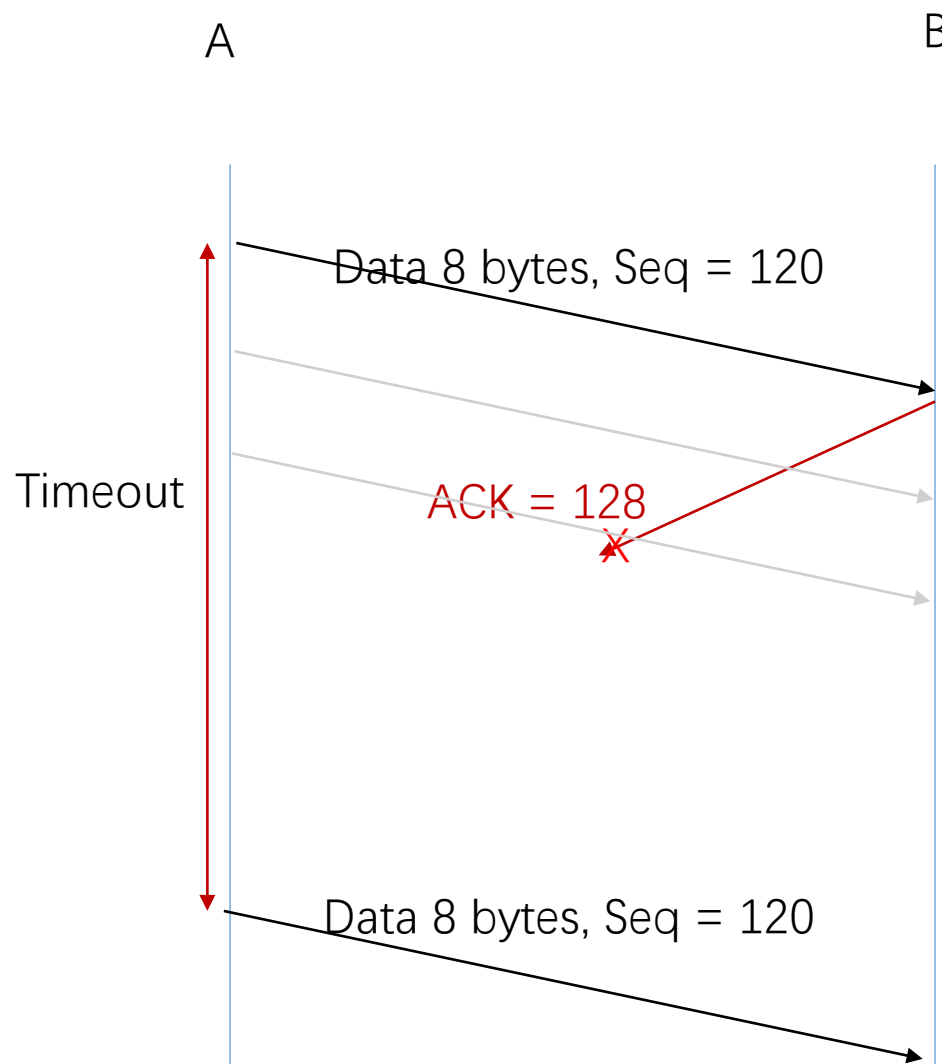 A
B
Data 8 bytes, Seq = 120
Timeout
ACK = 128
X
Data 8 bytes, Seq = 120